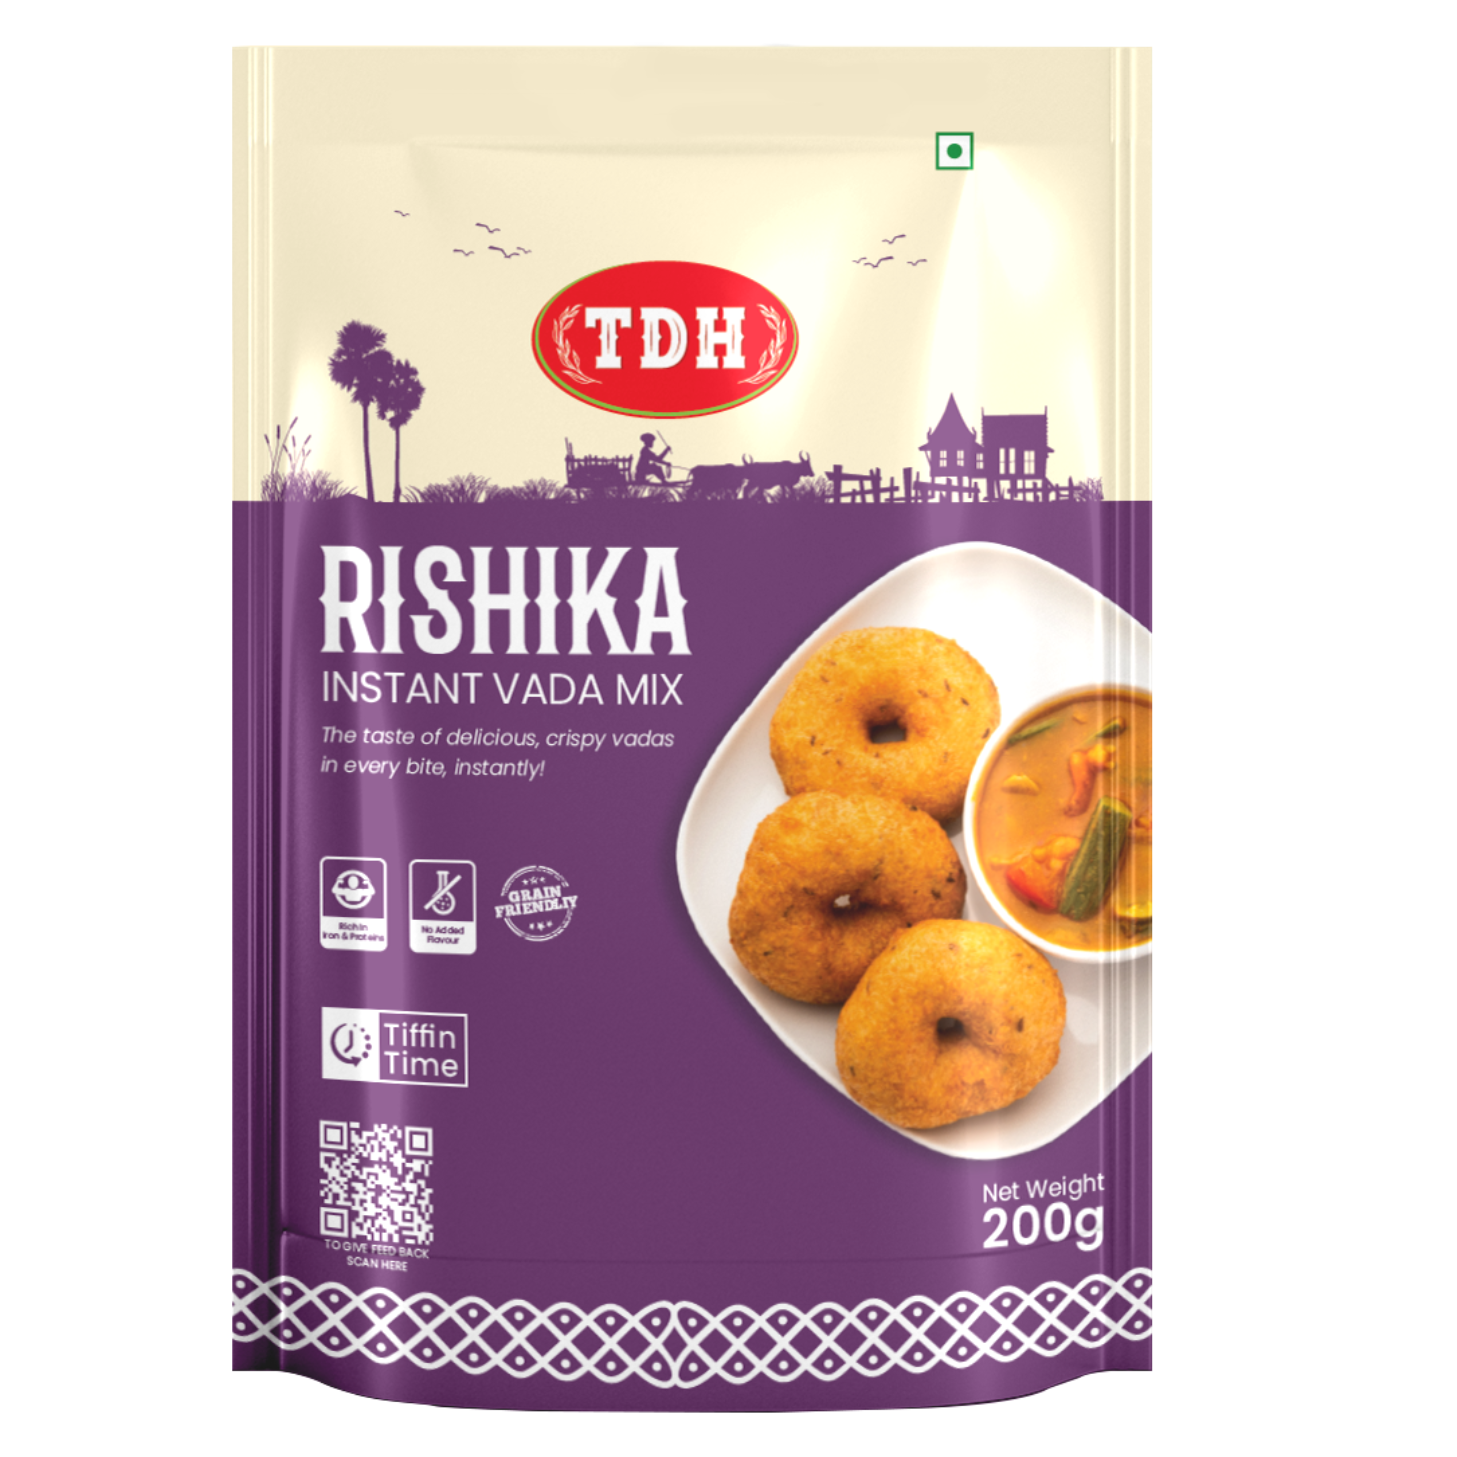 TDH
RISHIKA
INSTANT VADA MIX
The taste of delicious, crispy vadas
in every bite, instantly!
Rich in
Iron & Proteins
No Added
Flavour
GRAIN
FRIENDLIY
Tiffin
Time
TO GIVE FEED BACK
SCAN HERE
Net Weight
200g